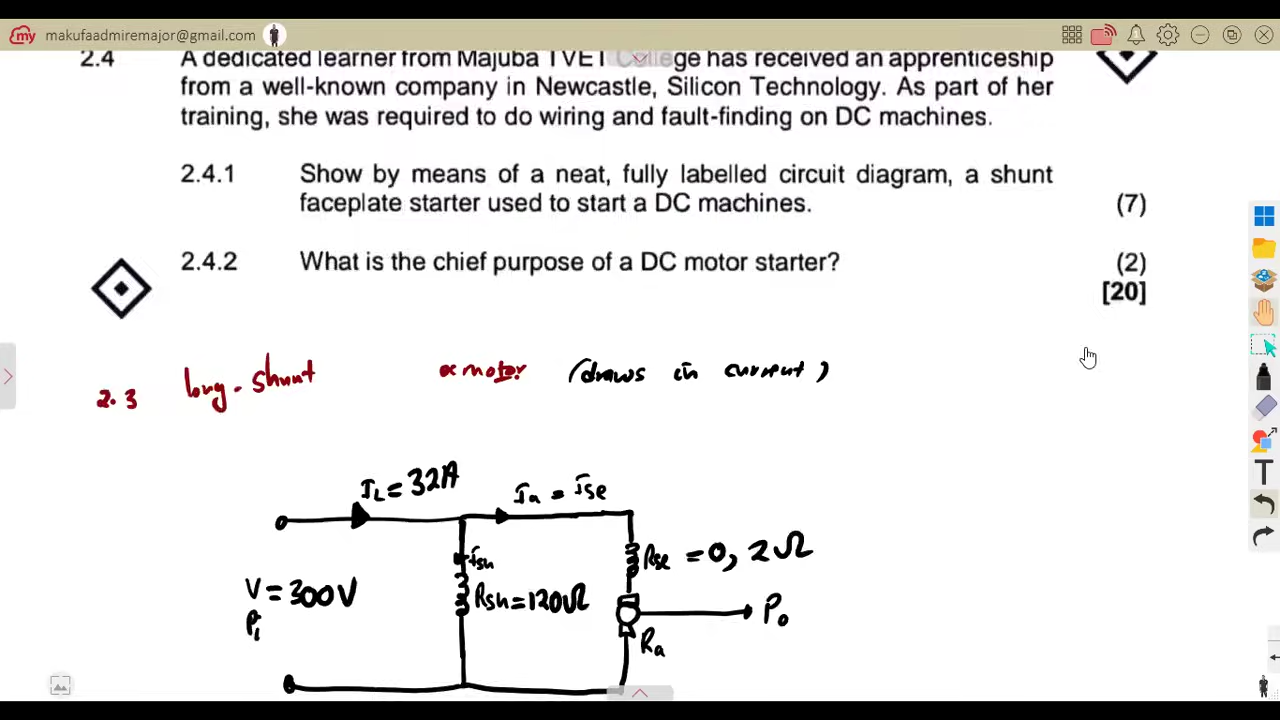 makufaadmiremajor@gmail.com
2.4 A dedicated learner from Majuba TVET College has received an apprenticeship
from a well-known company in Newcastle, Silicon Technology. As part of her
training, she was required to do wiring and fault-finding on DC machines.
2.4.1 Show by means of a neat, fully labelled circuit diagram, a shunt
faceplate starter used to start a DC machines. (7)
2.4.2 What is the chief purpose of a DC motor starter? (2)
[20]
2.3 long-shunt motor (draws in current)
IL=32A
Ia = Ise
Ish
Rse = 0,2Ω
V=300V
Rsh=120Ω
Po
Pi
Ra
T